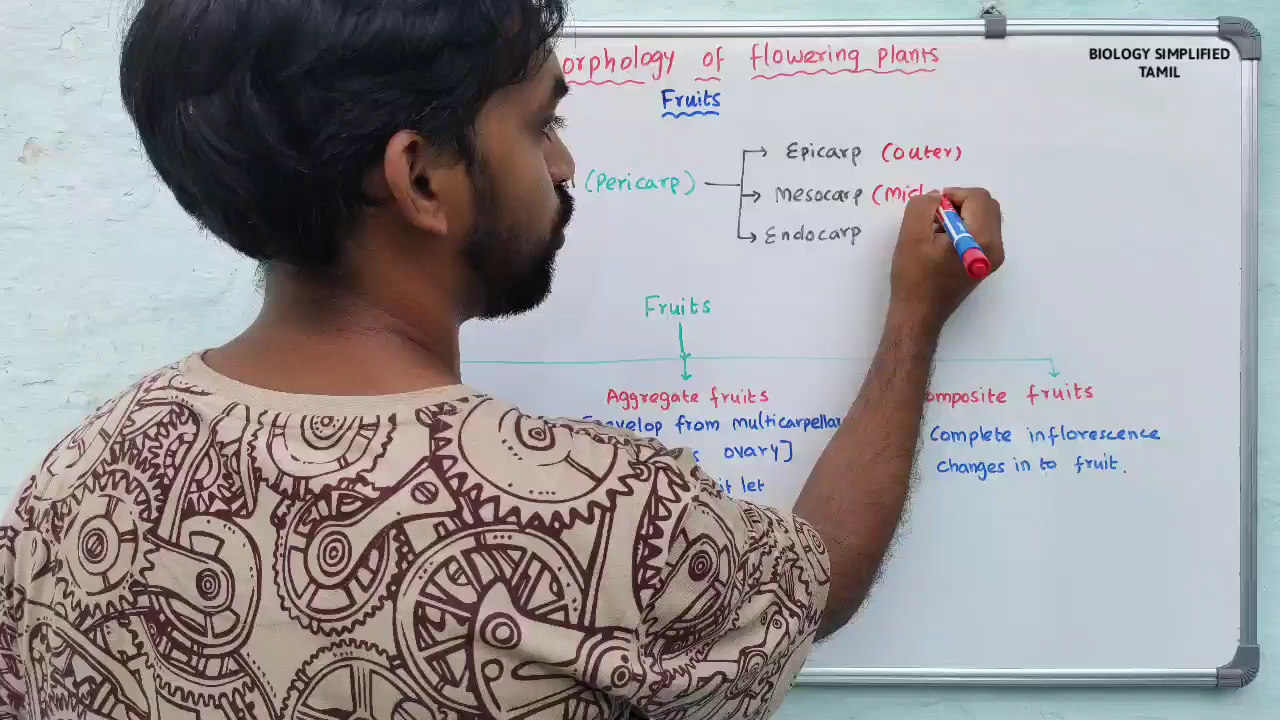 orphology of flowering plants
BIOLOGY SIMPLIFIED
TAMIL
Fruits
Epicarp (outer)
(Pericarp)
Mesocarp (Mid
Endocarp
Fruits
Aggregate fruits
omposite fruits
evelop from multicarpellar
ovary]
it let
Complete inflorescence
changes in to fruit.